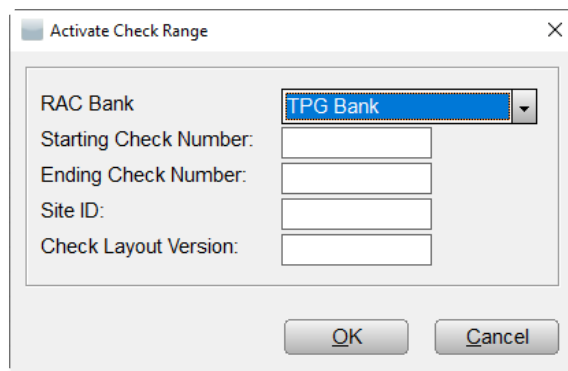 Activate Check Range
RAC Bank TPG Bank
Starting Check Number:
Ending Check Number:
Site ID:
Check Layout Version:
OK Cancel